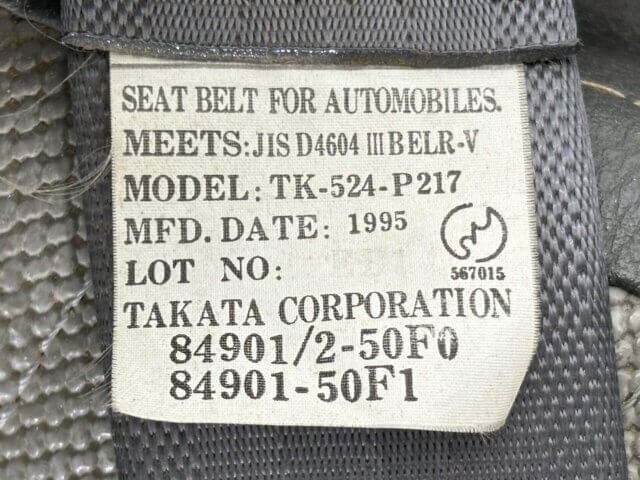 SEAT BELT FOR AUTOMOBILES.
MEETS:JIS D4604 III BELR-V
MODEL: TK-524-P217
MFD. DATE: 1995
LOT NO:
567015
TAKATA CORPORATION
84901/2-50F0
84901-50F1